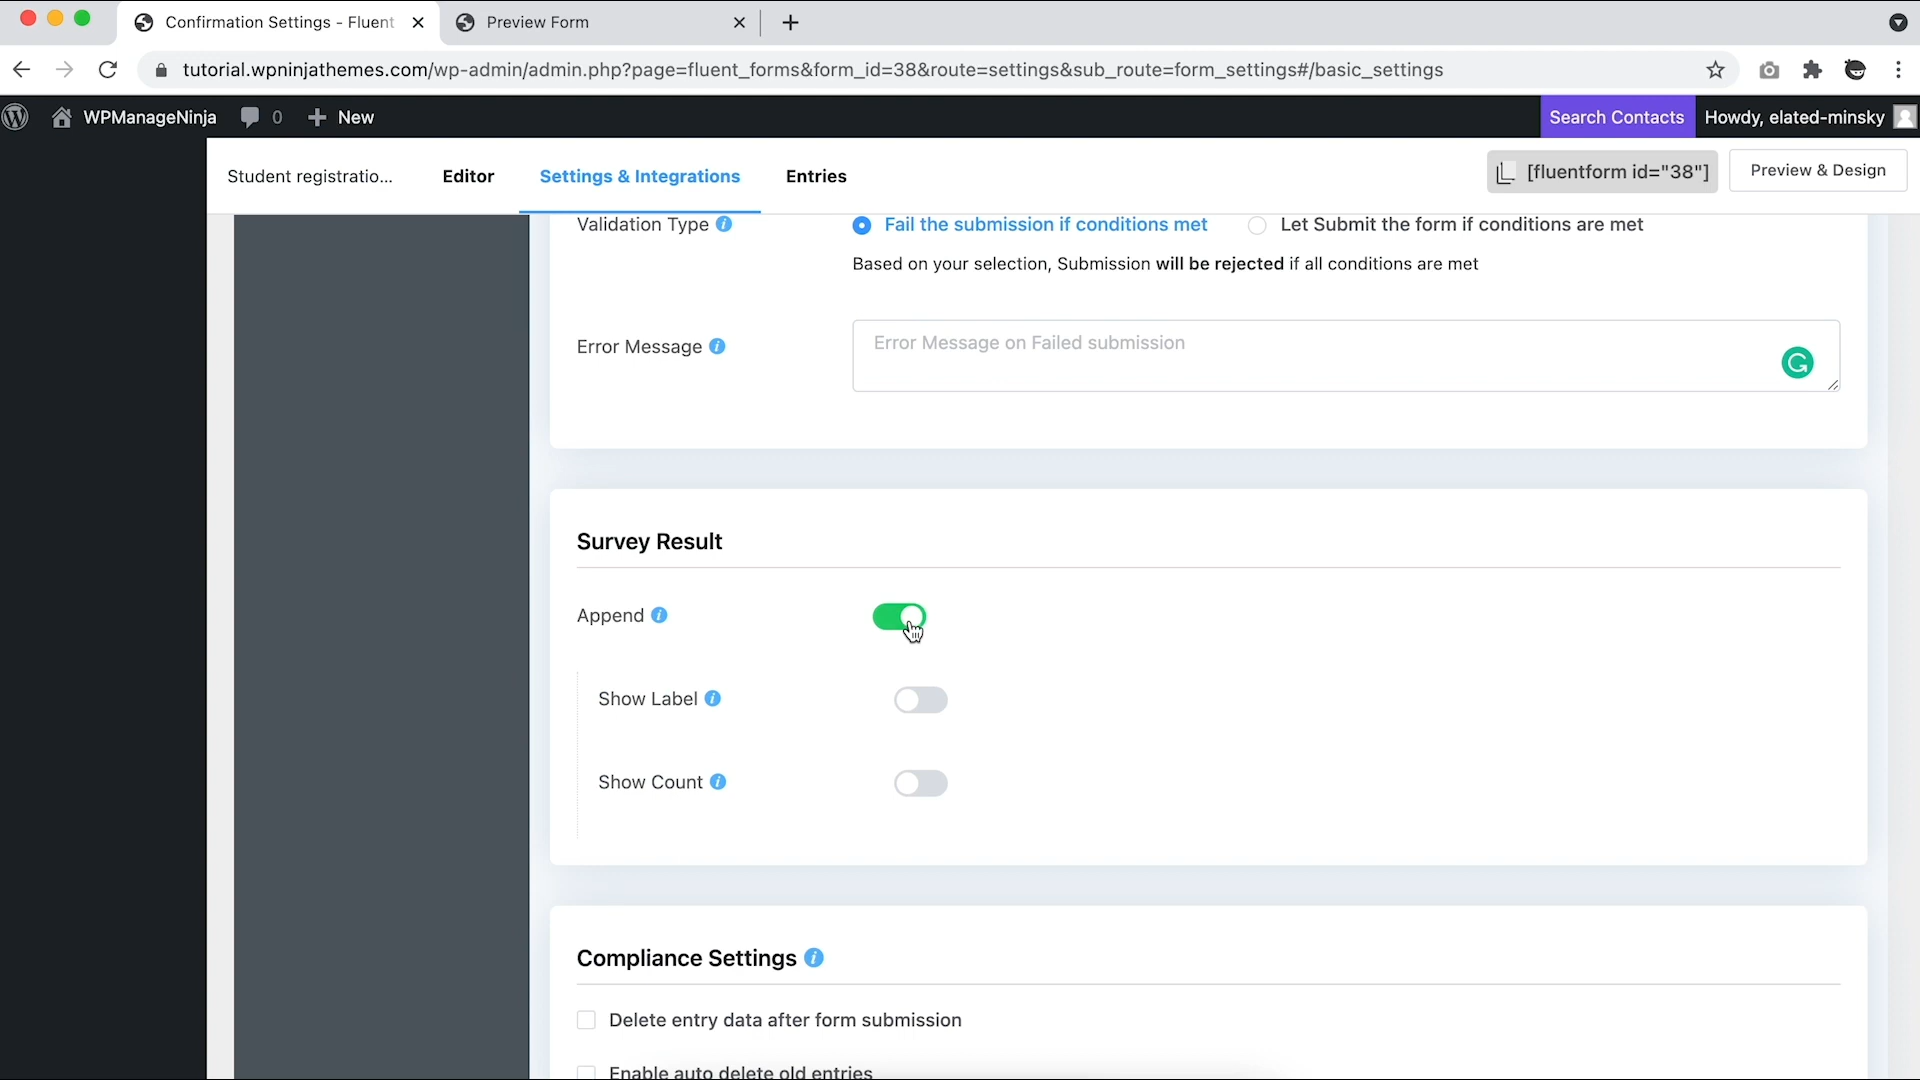 Confirmation Settings - Fluent
Preview Form
tutorial.wpninjathemes.com/wp-admin/admin.php?page=fluent_forms&form_id=38&route=settings&sub_route=form_settings#/basic_settings
WPManageNinja
0
New
Search Contacts
Howdy, elated-minsky
Student registratio...
Editor
Settings & Integrations
Entries
[fluentform id="38"]
Preview & Design
Validation Type
Fail the submission if conditions met
Let Submit the form if conditions are met
Based on your selection, Submission will be rejected if all conditions are met
Error Message
Error Message on Failed submission
Survey Result
Append
Show Label
Show Count
Compliance Settings
Delete entry data after form submission
Enable auto delete old entries